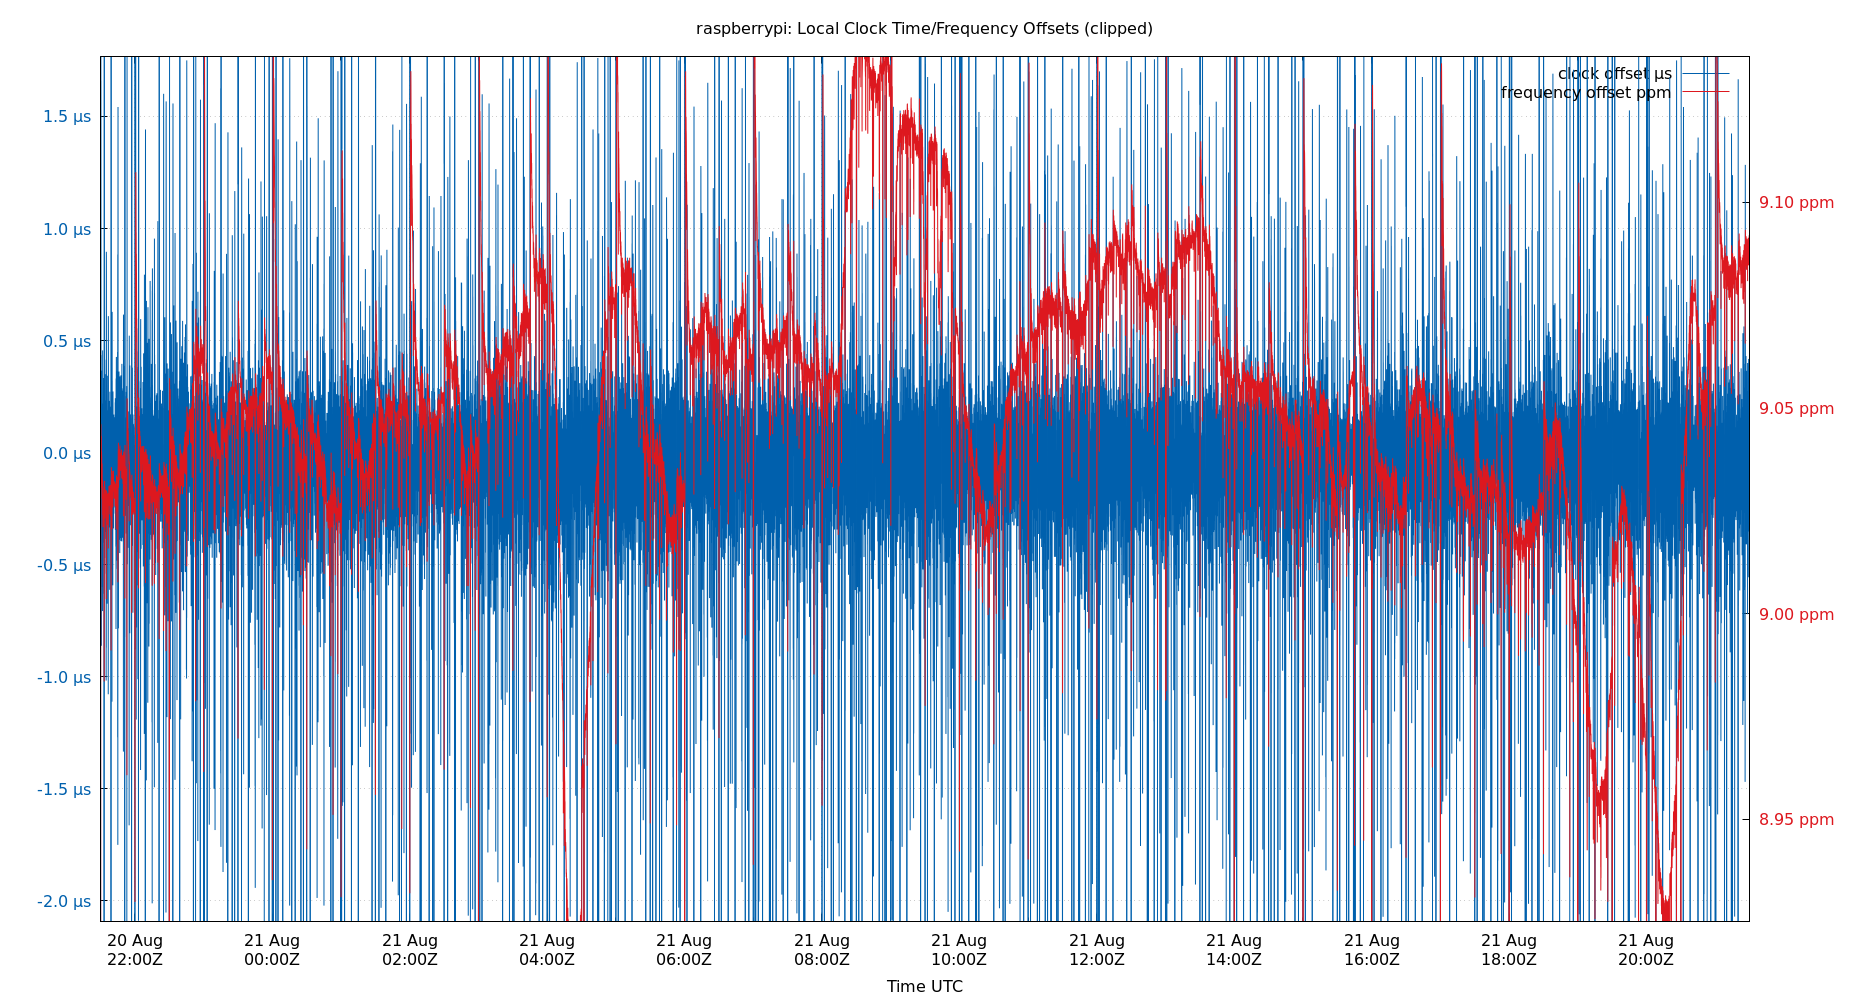 raspberrypi: Local Clock Time/Frequency Offsets (clipped)
clock offset µs
frequency offset ppm
1.5 µs
1.0 µs
0.5 µs
0.0 µs
-0.5 µs
-1.0 µs
-1.5 µs
-2.0 µs
9.10 ppm
9.05 ppm
9.00 ppm
8.95 ppm
20 Aug 21 Aug 21 Aug 21 Aug 21 Aug 21 Aug 21 Aug 21 Aug 21 Aug 21 Aug 21 Aug 21 Aug
22:00Z 00:00Z 02:00Z 04:00Z 06:00Z 08:00Z 10:00Z 12:00Z 14:00Z 16:00Z 18:00Z 20:00Z
Time UTC